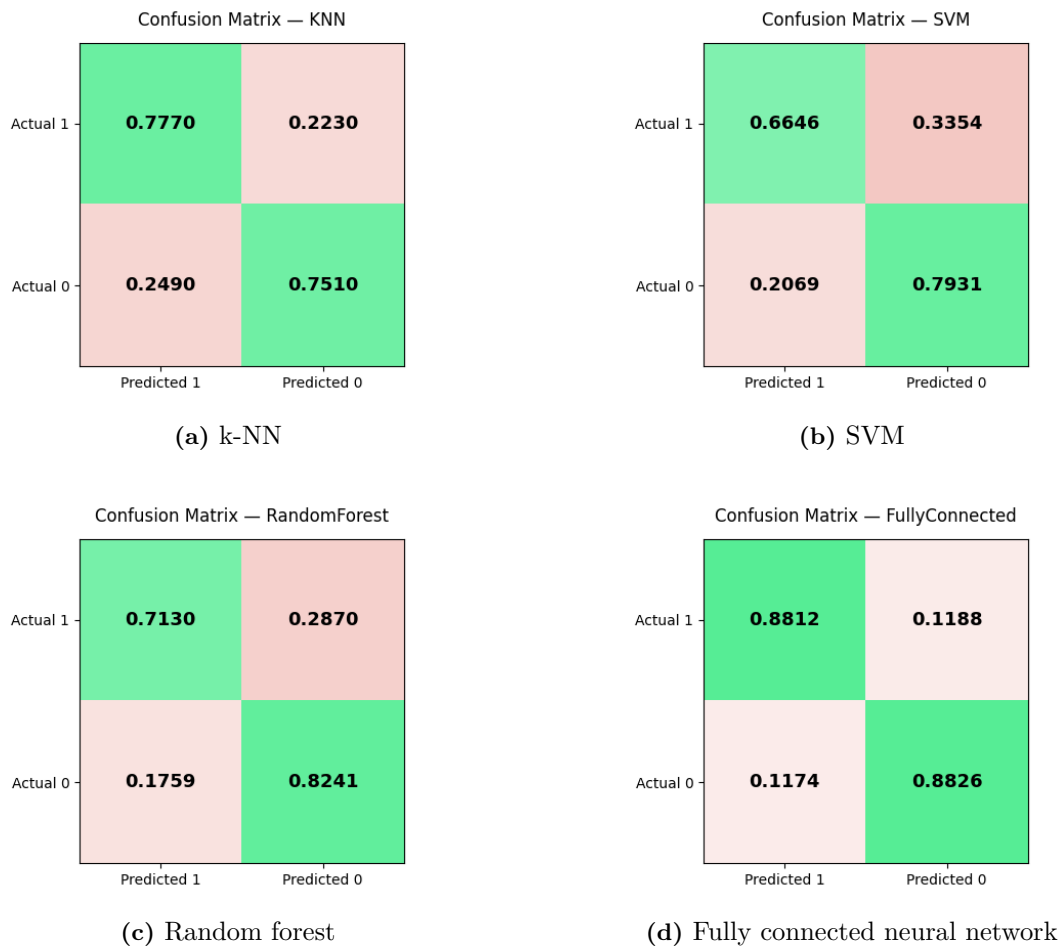 Confusion Matrix — KNN
Actual 1
0.7770
0.2230
Actual 0
0.2490
0.7510
Predicted 1
Predicted 0
(a) k-NN
Confusion Matrix — SVM
Actual 1
0.6646
0.3354
Actual 0
0.2069
0.7931
Predicted 1
Predicted 0
(b) SVM
Confusion Matrix — RandomForest
Actual 1
0.7130
0.2870
Actual 0
0.1759
0.8241
Predicted 1
Predicted 0
(c) Random forest
Confusion Matrix — FullyConnected
Actual 1
0.8812
0.1188
Actual 0
0.1174
0.8826
Predicted 1
Predicted 0
(d) Fully connected neural network